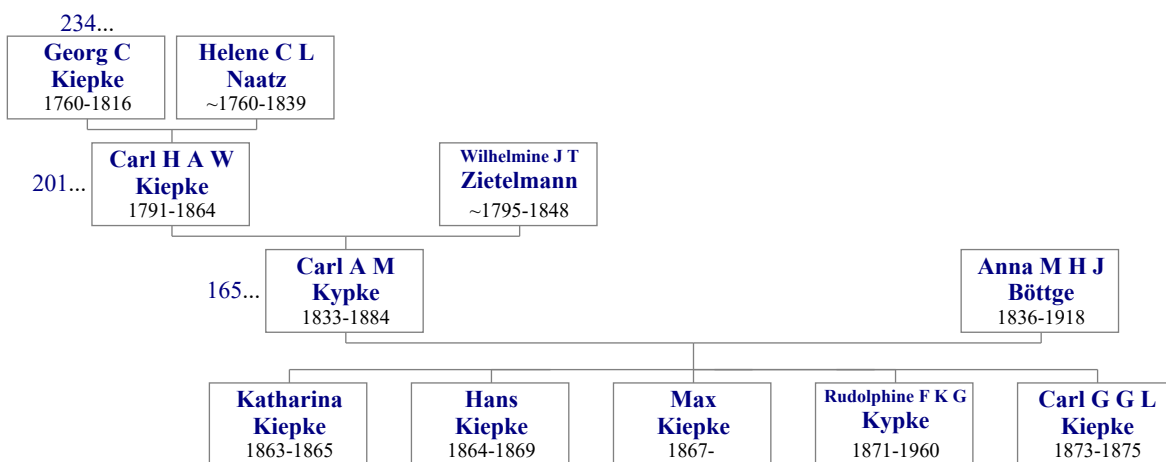 234...
Georg C
Kiepke
1760-1816
Helene C L
Naatz
~1760-1839
201...
Carl H A W
Kiepke
1791-1864
Wilhelmine J T
Zietelmann
~1795-1848
165...
Carl A M
Kypke
1833-1884
Anna M H J
Böttge
1836-1918
Katharina
Kiepke
1863-1865
Hans
Kiepke
1864-1869
Max
Kiepke
1867-
Rudolphine F K G
Kypke
1871-1960
Carl G G L
Kiepke
1873-1875